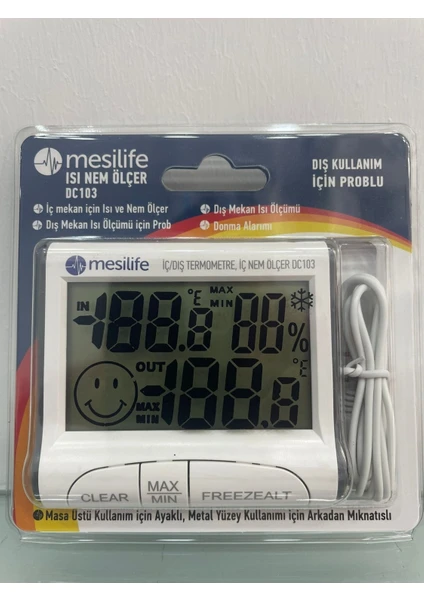 mesilife
ISI NEM ÖLÇER
DC103
DIŞ KULLANIM
İÇİN PROBLU
İç mekan için Isı ve Nem Ölçer
Dış Mekan Isı Ölçümü
Dış Mekan Isı Ölçümü için Prob
Donma Alarımı
mesilife İÇ/DIŞ TERMOMETRE, İÇ NEM ÖLÇER DC103
IN -188.8 °F MAX MIN 88%
OUT -188.8 °F
MAX
MIN
CLEAR
MAX
MIN
FREEZEALT
Masa Üstü Kullanım için Ayaklı, Metal Yüzey Kullanımı için Arkadan Mıknatıslı